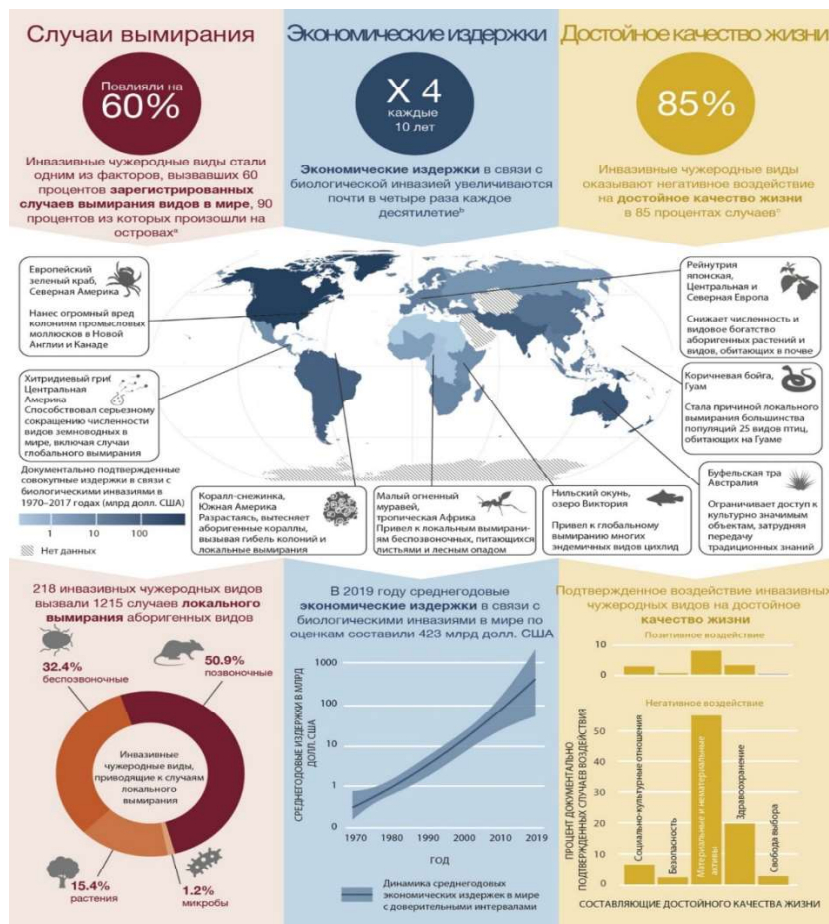 Случаи вымирания
Повлияли на
60%
Инвазивные чужеродные виды стали
одним из факторов, вызвавших 60
процентов зарегистрированных
случаев вымирания видов в мире, 90
процентов из которых произошли на
островахᵃ
Экономические издержки
X 4
каждые
10 лет
Экономические издержки в связи с
биологической инвазией увеличиваются
почти в четыре раза каждое
десятилетиеᵇ
Достойное качество жизни
85%
Инвазивные чужеродные виды
оказывают негативное воздействие
на достойное качество жизни
в 85 процентах случаевᶜ
Европейский
зеленый краб,
Северная Америка
Нанес огромный вред
колониям промысловых
моллюсков в Новой
Англии и Канаде
Хитридиевый гриб
Центральная
Америка
Способствовал серьезному
сокращению численности
видов земноводных в
мире, включая случаи
глобального вымирания
Рейнутрия
японская,
Центральная и
Северная Европа
Снижает численность и
видовое богатство
аборигенных растений и
видов, обитающих в почве
Коричневая бойга,
Гуам
Стала причиной локального
вымирания большинства
популяций 25 видов птиц,
обитающих на Гуаме
Буфельская тра
Австралия
Ограничивает доступ к
культурно значимым
объектам, затрудняя
передачу
традиционных знаний
Документально подтвержденные
совокупные издержки в связи с
биологическими инвазиями в
1970–2017 годах (млрд долл. США)
1 10 100
Нет данных
Коралл-снежинка,
Южная Америка
Разрастаясь, вытесняет
аборигенные кораллы,
вызывая гибель колоний и
локальные вымирания
Малый огненный
муравей,
тропическая Африка
Привел к локальным вымирани-
ям беспозвоночных, питающихся
листьями и лесным опадом
Нильский окунь,
озеро Виктория
Привел к глобальному
вымиранию многих
эндемичных видов цихлид
218 инвазивных чужеродных видов
вызвали 1215 случаев локального
вымирания аборигенных видов
32.4%
беспозвоночные
50.9%
позвоночные
Инвазивные
чужеродные виды,
приводящие к случаям
локального
вымирания
15.4%
растения
1.2%
микробы
В 2019 году среднегодовые
экономические издержки в связи с
биологическими инвазиями в мире по
оценкам составили 423 млрд долл. США
СРЕДНЕГОДОВЫЕ ИЗДЕРЖКИ В МЛРД
ДОЛЛ. США
1000
100
10
1
0
1970 1980 1990 2000 2010 2019
ГОД
Динамика среднегодовых
экономических издержек в мире
с доверительными интервалами
Подтвержденное воздействие инвазивных
чужеродных видов на достойное
качество жизни
Позитивное воздействие
10
0
Негативное воздействие
ПРОЦЕНТ ДОКУМЕНТАЛЬНО
ПОДТВЕРЖДЕННЫХ СЛУЧАЕВ ВОЗДЕЙСТВИЯ
50
40
30
20
10
0
Социально-культурные отношения
Безопасность
Материальные и нематериальные
активы
Здравоохранение
Свобода выбора
СОСТАВЛЯЮЩИЕ ДОСТОЙНОГО КАЧЕСТВА ЖИЗНИ